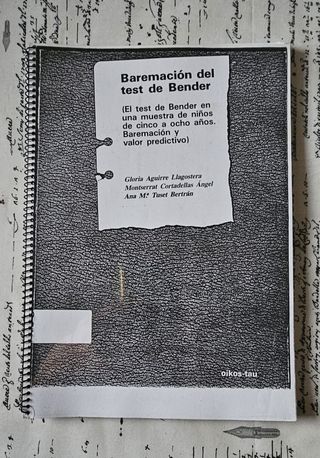 Baremación del
test de Bender
(El test de Bender en
una muestra de niños
de cinco a ocho años.
Baremación y
valor predictivo)
Gloria Aguirre Llagostera
Montserrat Cortadellas Ángel
Ana Mª Tuset Bertrán
oikos-tau